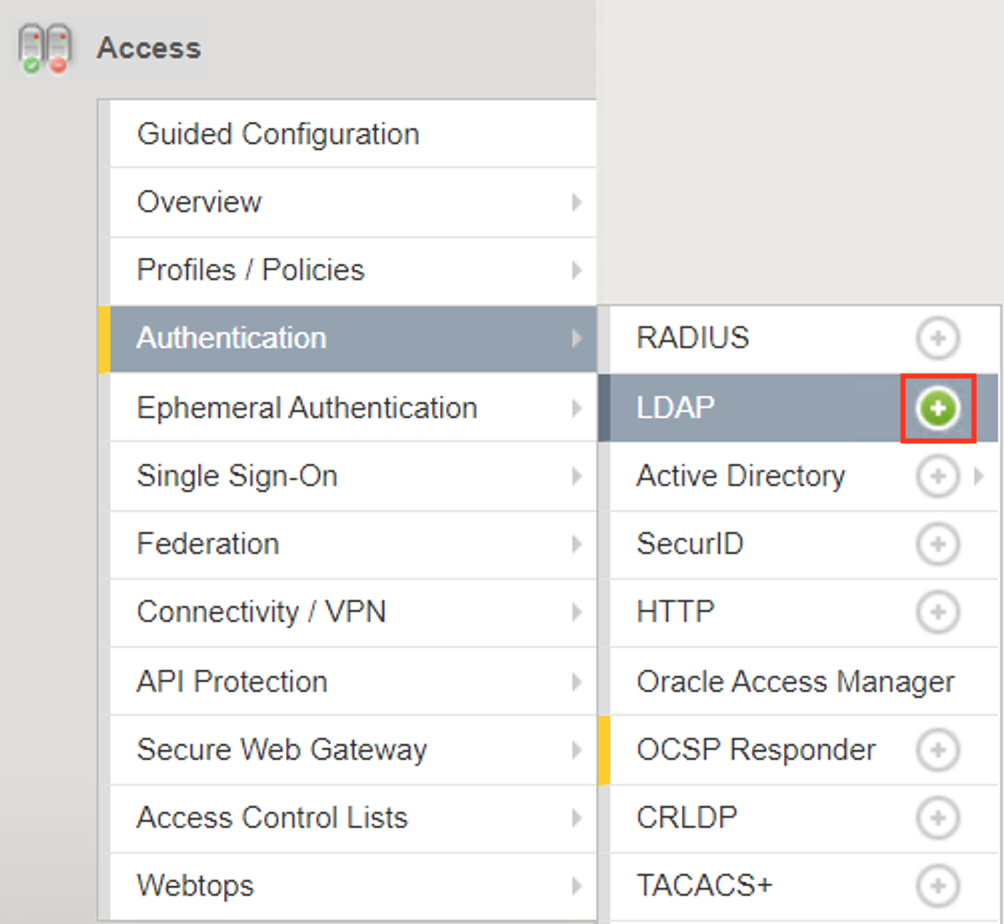 Access
Guided Configuration
Overview
Profiles / Policies
Authentication
Ephemeral Authentication
Single Sign-On
Federation
Connectivity / VPN
API Protection
Secure Web Gateway
Access Control Lists
Webtops
RADIUS
LDAP
Active Directory
SecurID
HTTP
Oracle Access Manager
OCSP Responder
CRLDP
TACACS+